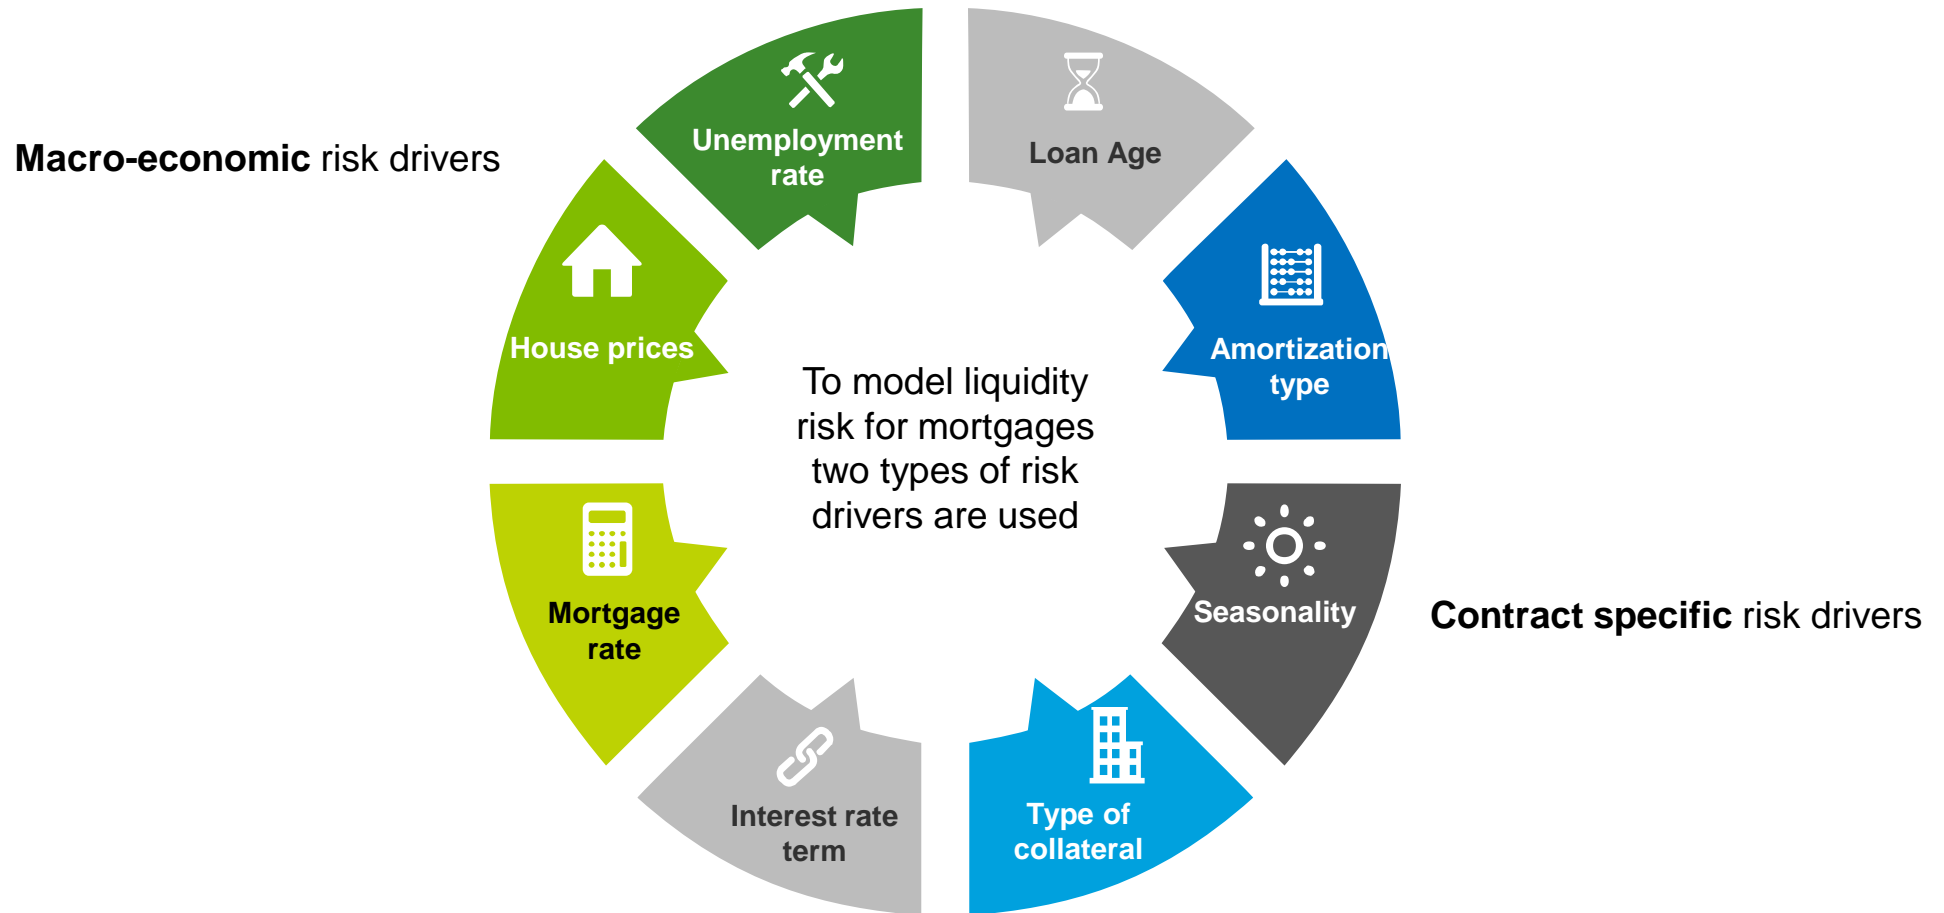 Macro-economic risk drivers
Unemployment
rate
Loan Age
House prices
Amortization
type
To model liquidity
risk for mortgages
two types of risk
drivers are used
Mortgage
rate
Seasonality
Contract specific risk drivers
Interest rate
term
Type of
collateral